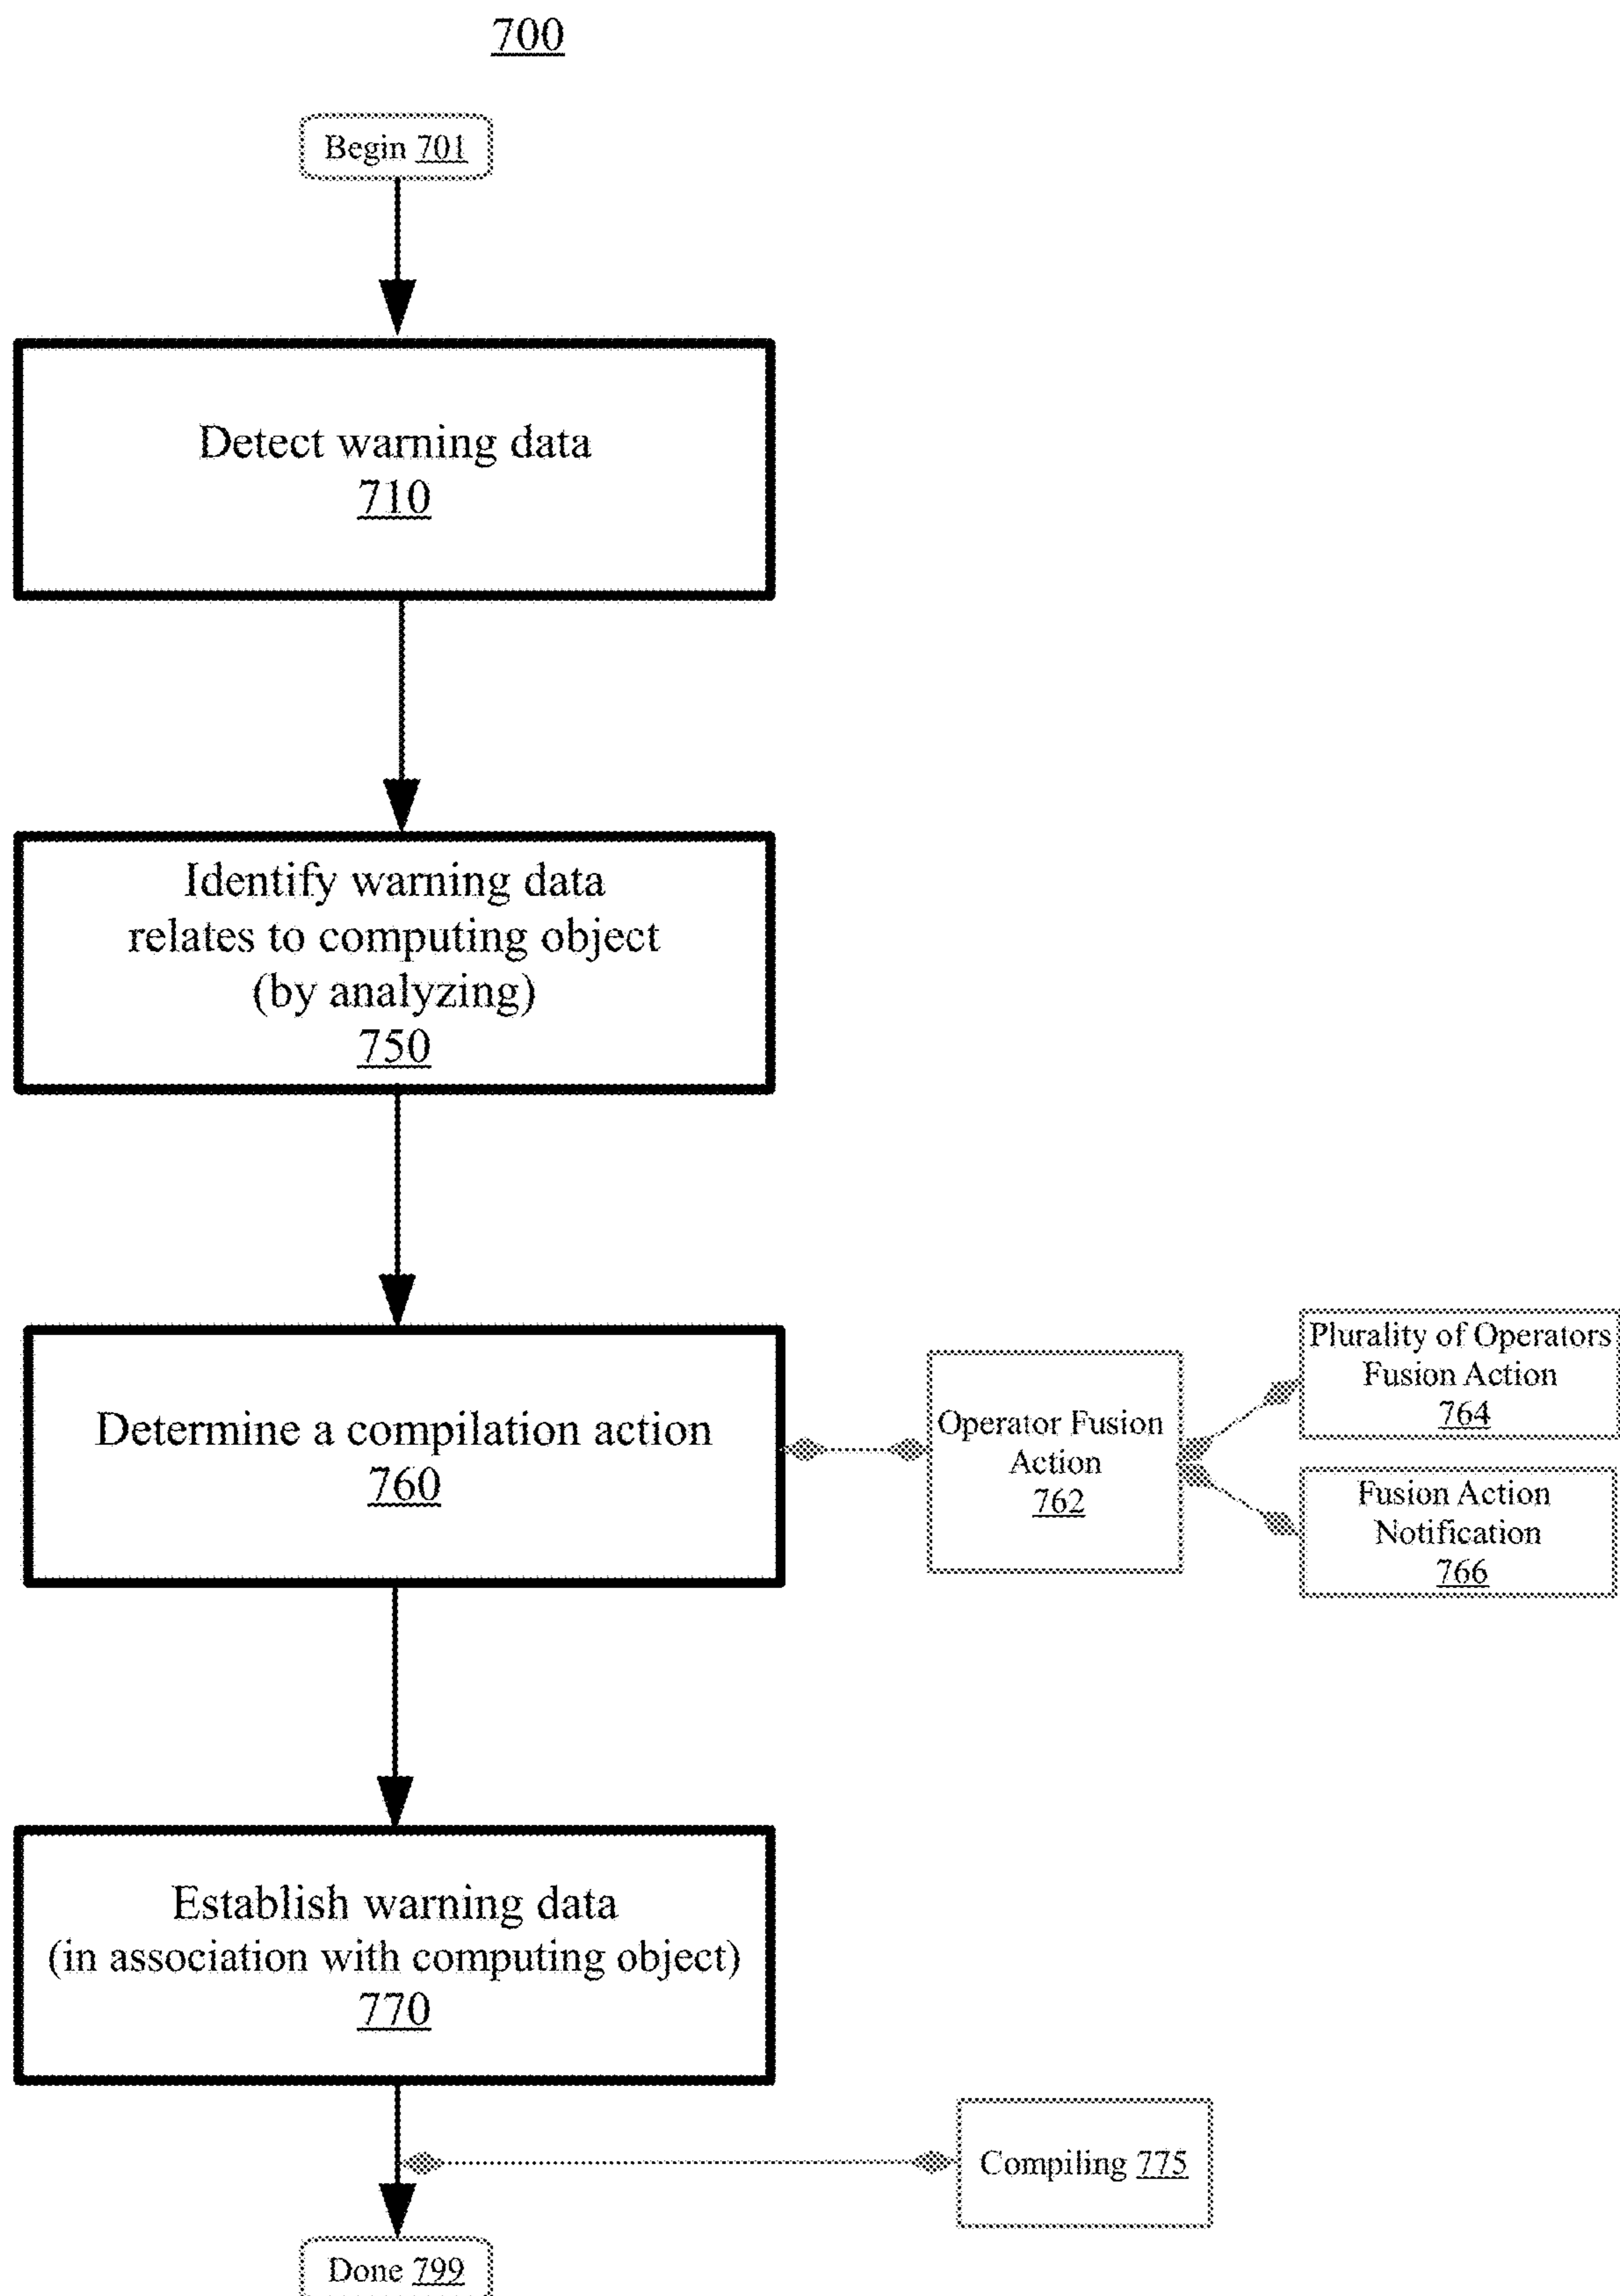 700
Begin 701
Detect warning data
710
Identify warning data
relates to computing object
(by analyzing)
750
Determine a compilation action
760
Operator Fusion
Action
762
Plurality of Operators
Fusion Action
764
Fusion Action
Notification
766
Establish warning data
(in association with computing object)
770
Compiling 775
Done 799